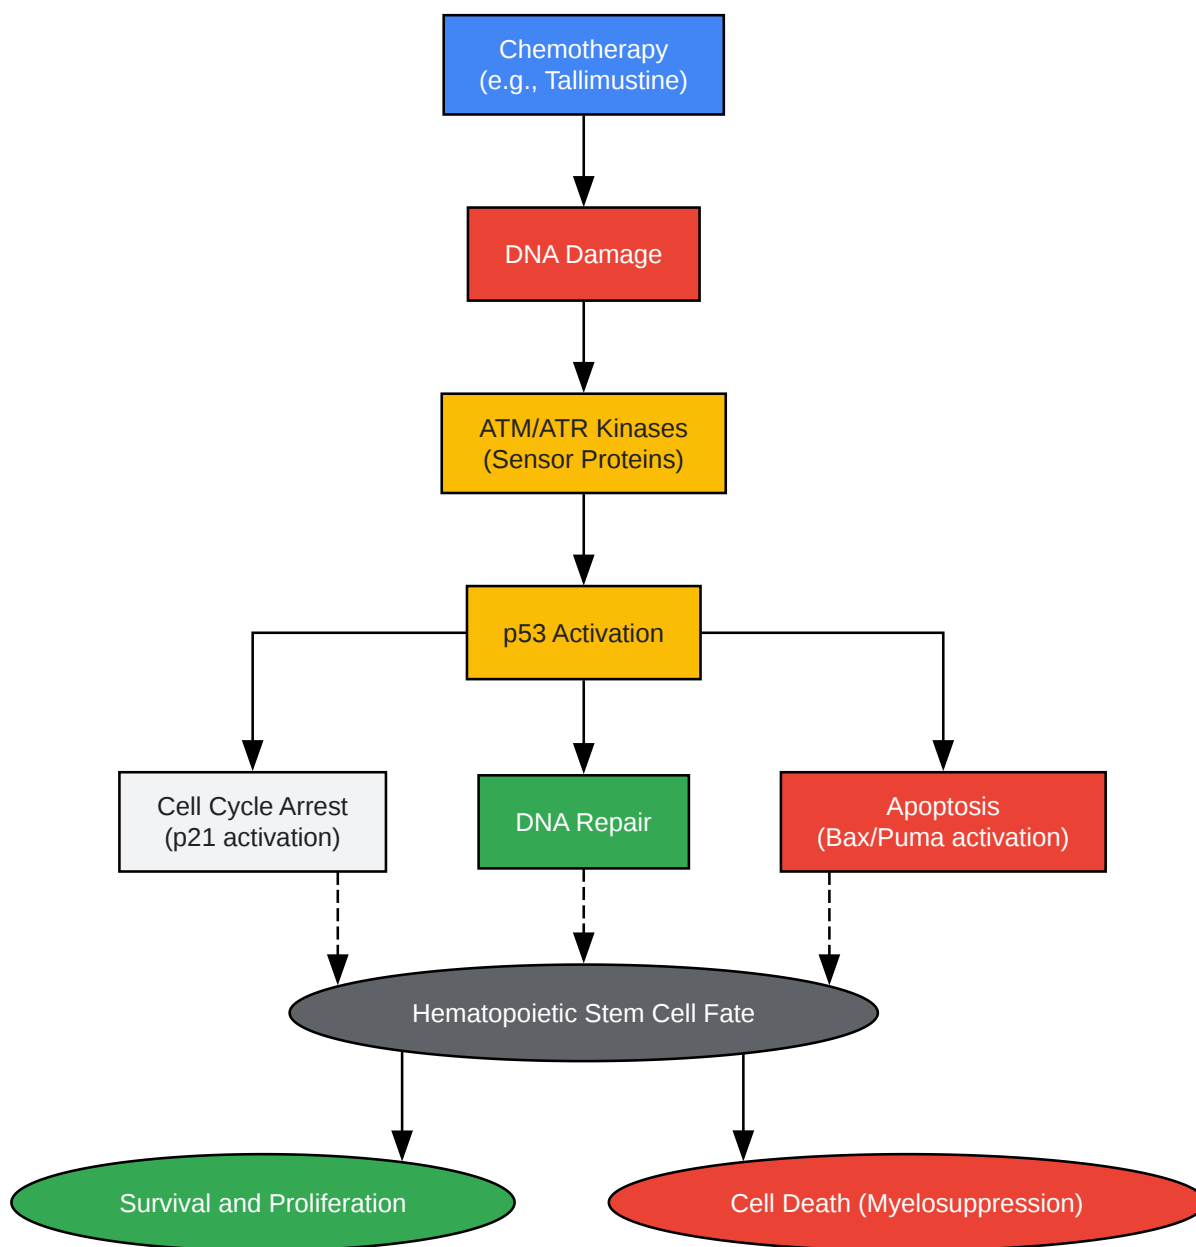 Chemotherapy
(e.g., Tallimustine)
DNA Damage
ATM/ATR Kinases
(Sensor Proteins)
p53 Activation
Cell Cycle Arrest
(p21 activation)
DNA Repair
Apoptosis
(Bax/Puma activation)
Hematopoietic Stem Cell Fate
Survival and Proliferation
Cell Death (Myelosuppression)